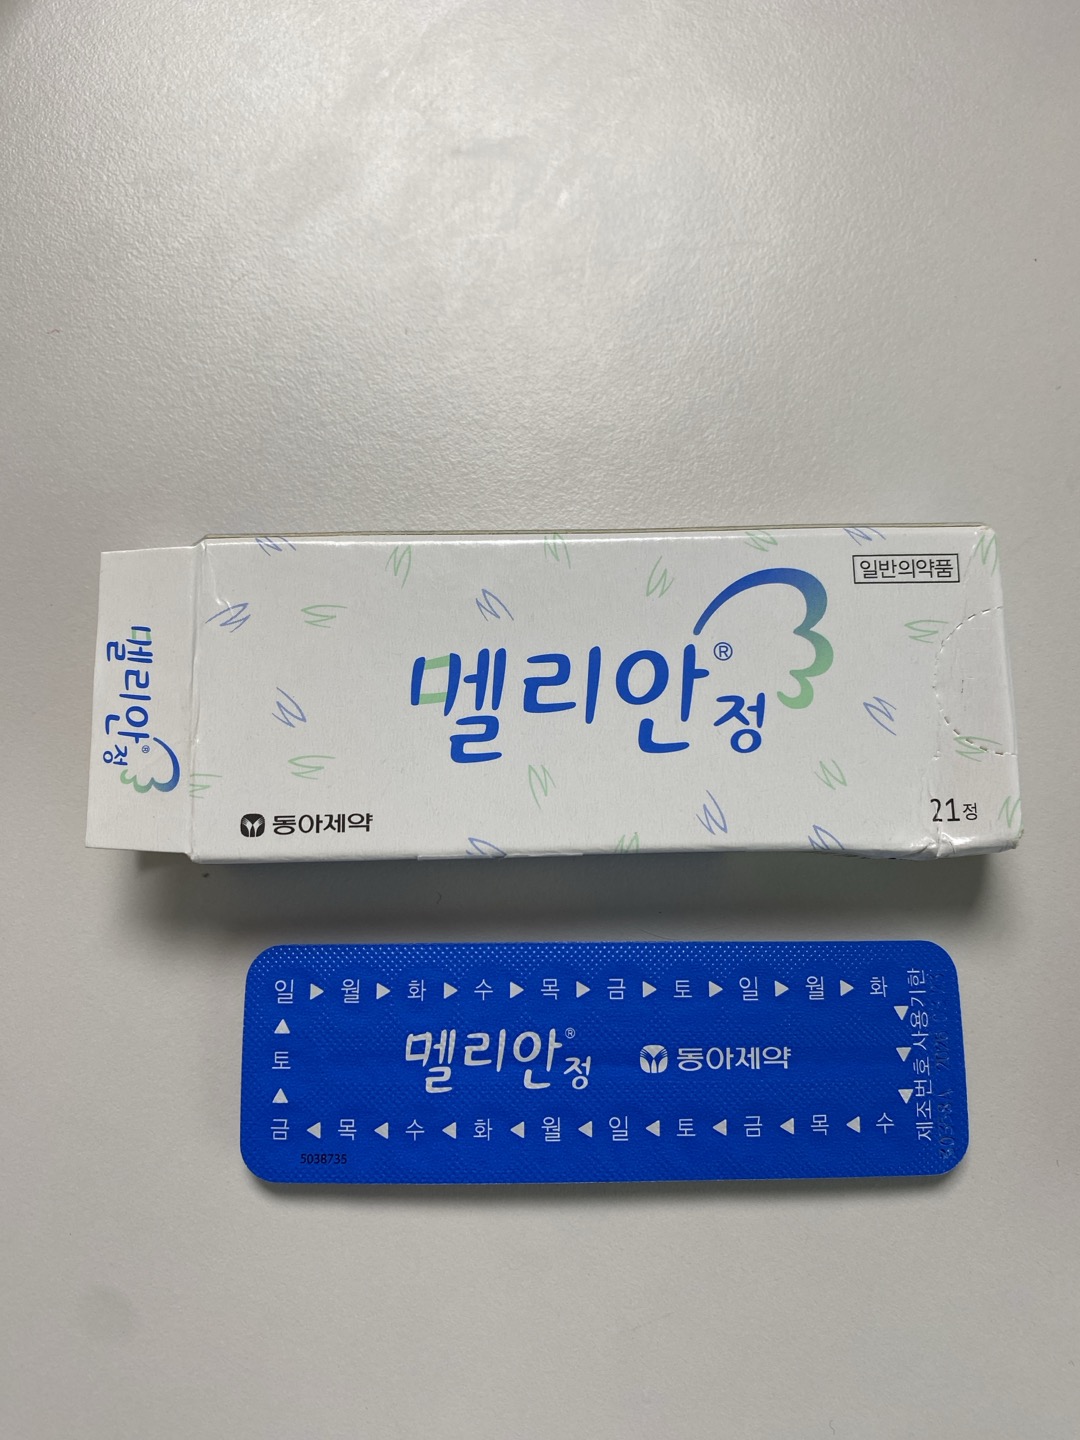 일반의약품
멜리안® 정
멜리안® 정
동아제약
21정
일 ▶ 월 ▶ 화 ▶ 수 ▶ 목 ▶ 금 ▶ 토 ▶ 일 ▶ 월 ▶ 화
멜리안® 정
동아제약
토
금 ◀ 목 ◀ 수 ◀ 화 ◀ 월 ◀ 일 ◀ 토 ◀ 금 ◀ 목 ◀ 수
5038735
제조번호 사용기한